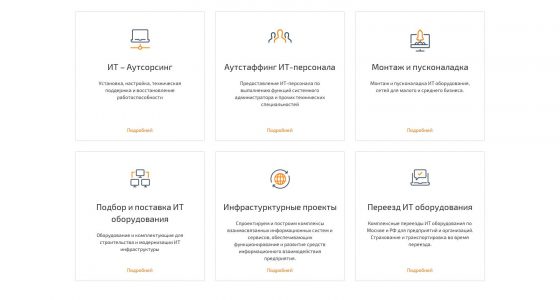 ИТ – Аутсорсинг
Установка, настройка, техническая
поддержка и восстановление
работоспособности
Подробней
Аутстаффинг ИТ-персонала
Предоставление ИТ-персонала по
выполнения функций системного
администратора и прочих технических
специальностей
Подробней
Монтаж и пусконаладка
Монтаж и пусконаладка ИТ оборудования,
сетей для малого и среднего бизнеса.
Подробней
Подбор и поставка ИТ
оборудования
Оборудование и комплектующие для
строительства и модернизации ИТ
инфраструктуры
Подробней
Инфрастурктурные проекты
Спроектируем и построим комплексы
взаимосвязанных информационных систем и
сервисов, обеспечивающих
функционирование и развитие средств
информационного взаимодействия
предприятия.
Подробней
Переезд ИТ оборудования
Комплексные переезды ИТ оборудования по
Москве и РФ для предприятий и организаций.
Страхование и транспортировка во время
переезда.
Подробней